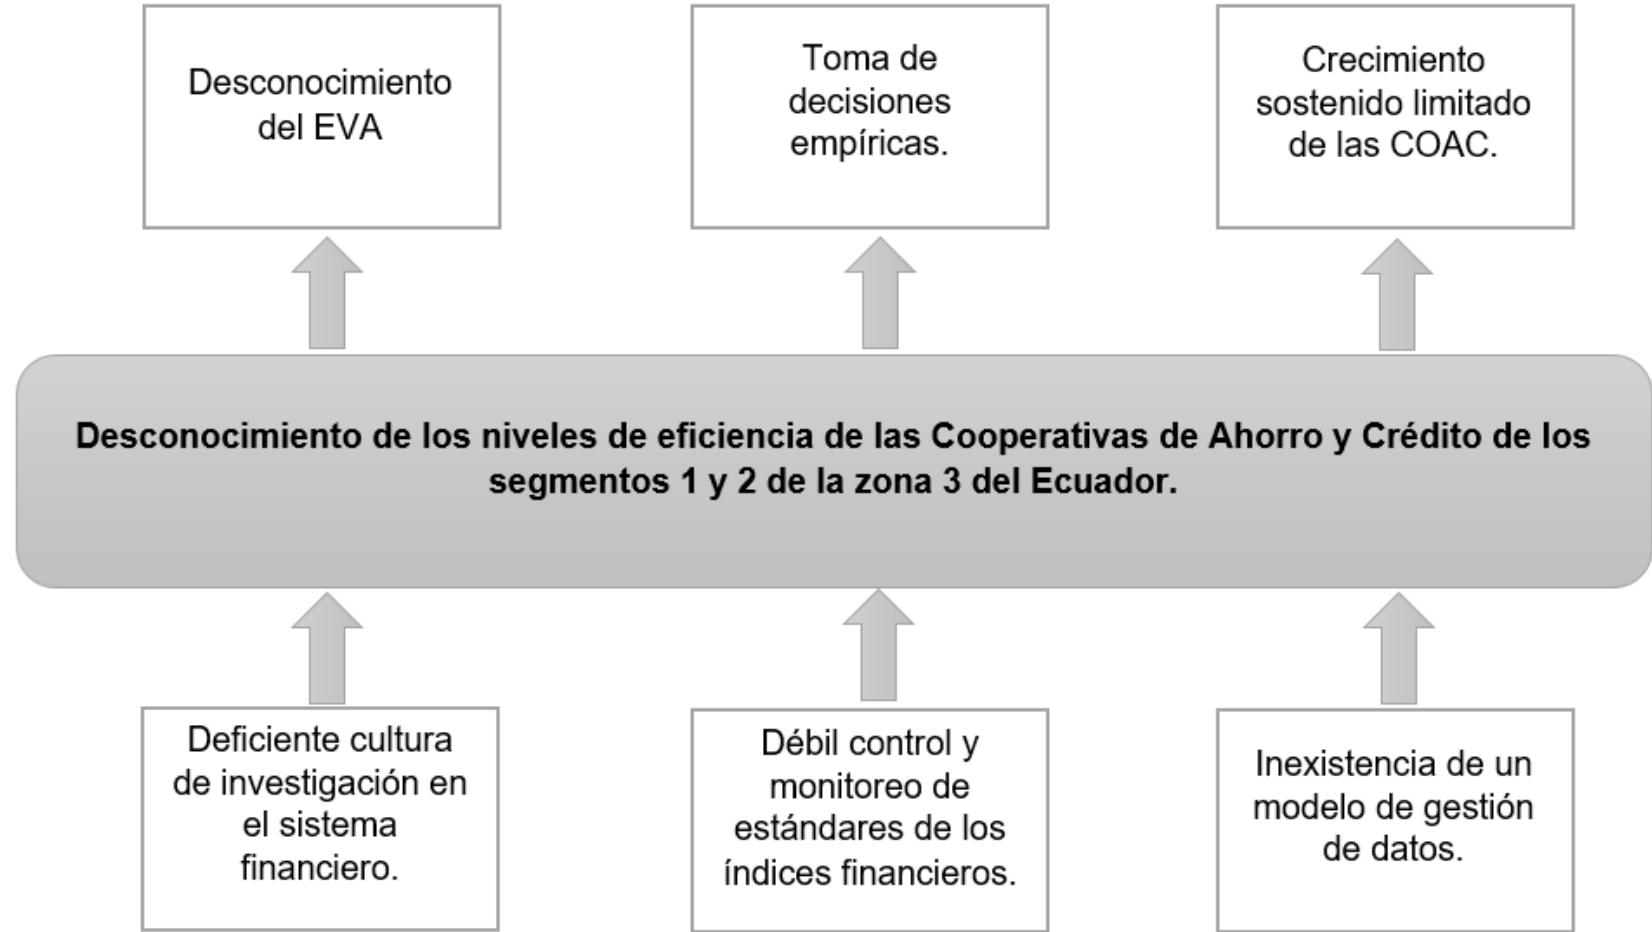 Desconocimiento
del EVA
Toma de
decisiones
empíricas.
Crecimiento
sostenido limitado
de las COAC.
Desconocimiento de los niveles de eficiencia de las Cooperativas de Ahorro y Crédito de los
segmentos 1 y 2 de la zona 3 del Ecuador.
Deficiente cultura
de investigación en
el sistema
financiero.
Débil control y
monitoreo de
estándares de los
índices financieros.
Inexistencia de un
modelo de gestión
de datos.